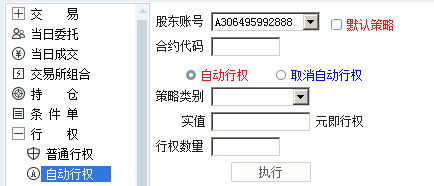 交 易
当日委托
当日成交
交易所组合
持 仓
条 件 单
行 权
普通行权
自动行权
股东账号 A306495992888 默认策略
合约代码
自动行权 取消自动行权
策略类别
实值 元即行权
行权数量
执行